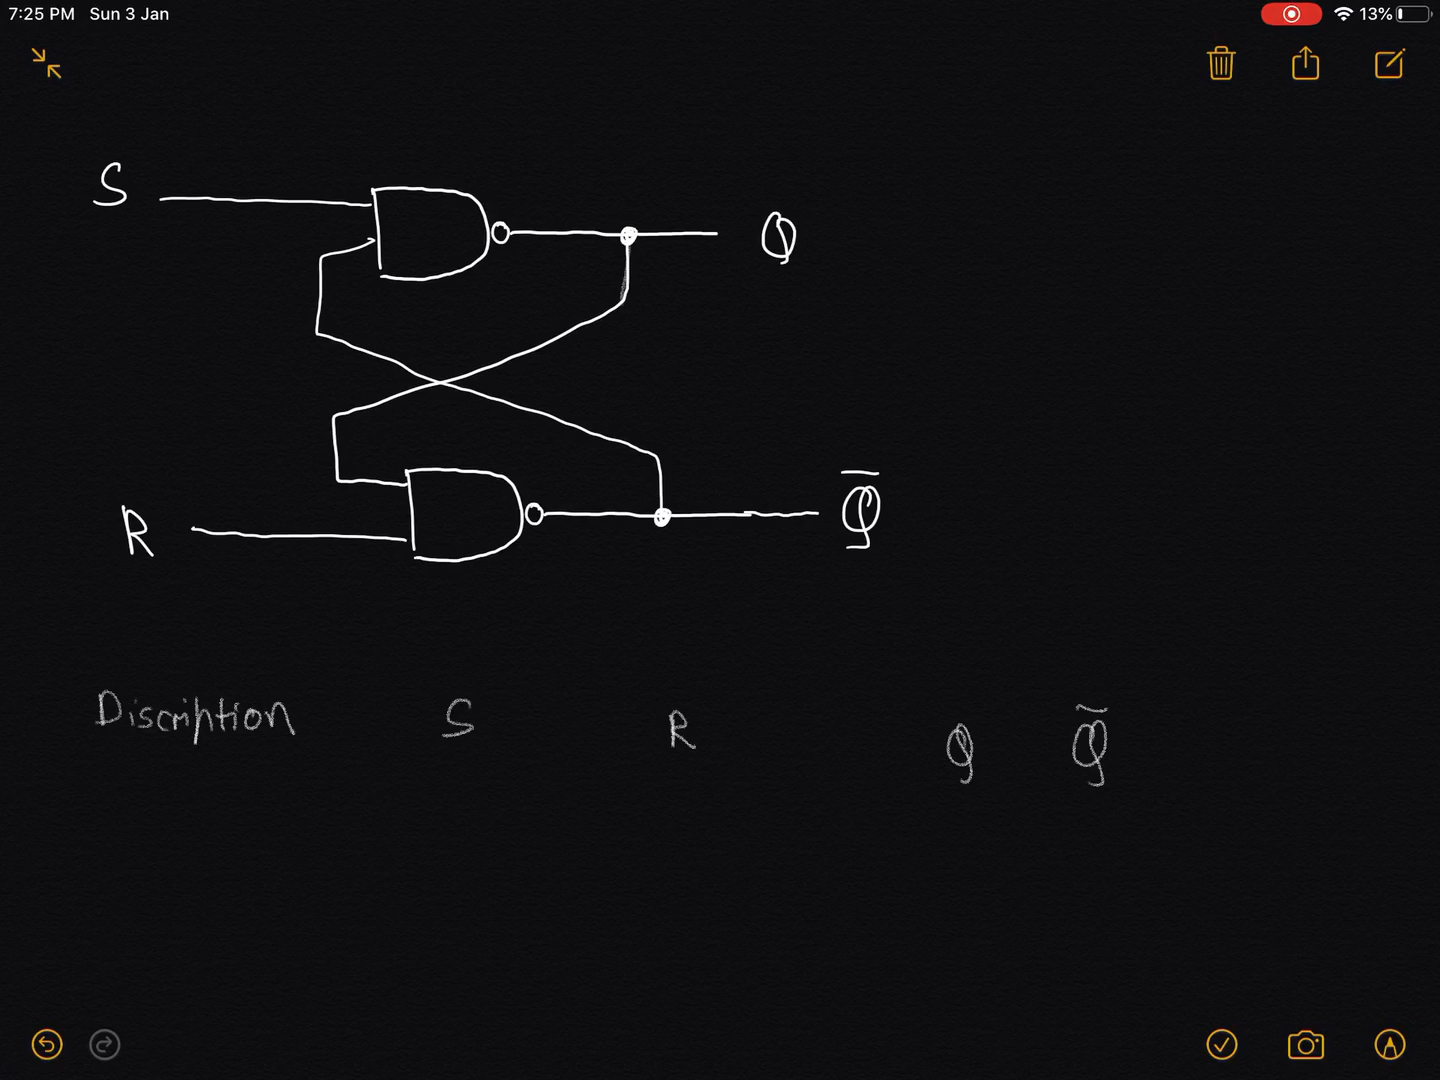 7:25 PM Sun 3 Jan 13%
S
Q
R
Q̅
Discription S R Q Q̅